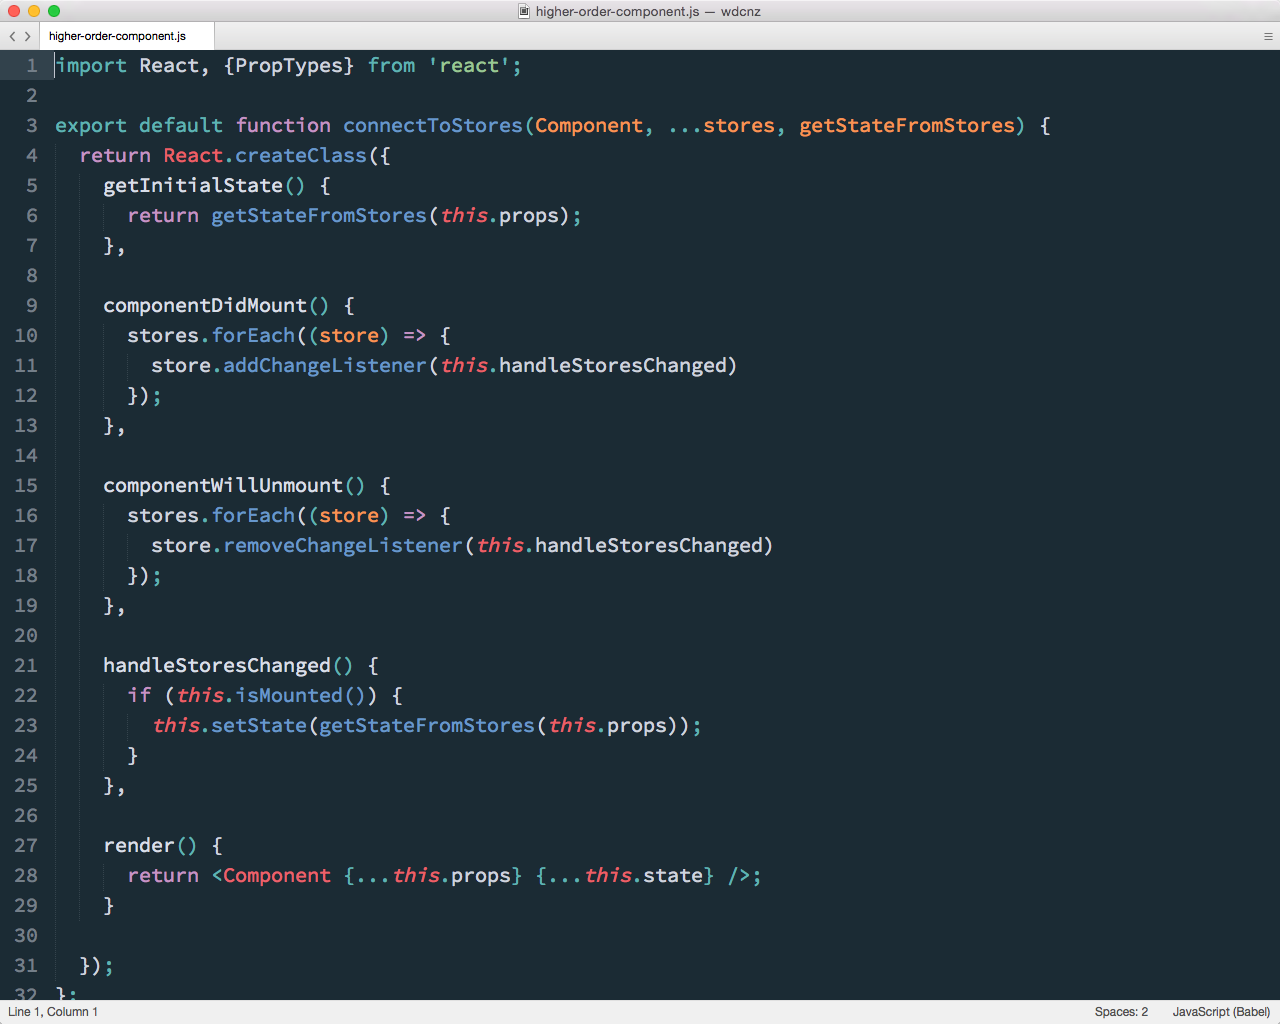 higher-order-component.js — wdcnz
higher-order-component.js
1 import React, {PropTypes} from 'react';
2
3 export default function connectToStores(Component, ...stores, getStateFromStores) {
4   return React.createClass({
5     getInitialState() {
6       return getStateFromStores(this.props);
7     },
8
9     componentDidMount() {
10       stores.forEach((store) => {
11         store.addChangeListener(this.handleStoresChanged)
12       });
13     },
14
15     componentWillUnmount() {
16       stores.forEach((store) => {
17         store.removeChangeListener(this.handleStoresChanged)
18       });
19     },
20
21     handleStoresChanged() {
22       if (this.isMounted()) {
23         this.setState(getStateFromStores(this.props));
24       }
25     },
26
27     render() {
28       return <Component {...this.props} {...this.state} />;
29     }
30
31   });
32 };
Line 1, Column 1
Spaces: 2
JavaScript (Babel)